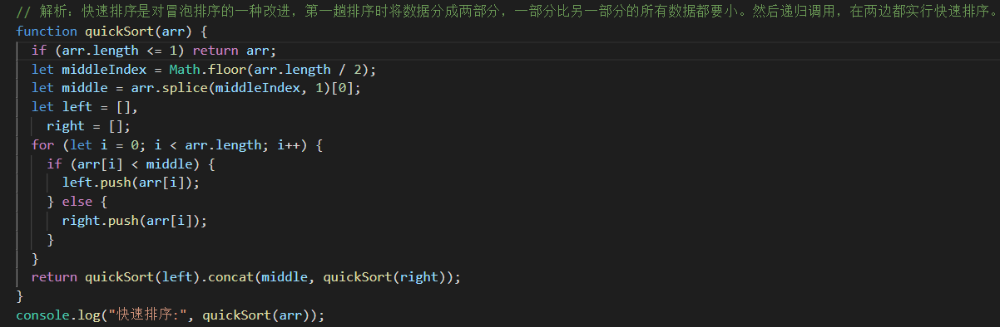 // 解析：快速排序是对冒泡排序的一种改进，第一趟排序时将数据分成两部分，一部分比另一部分的所有数据都要小。然后递归调用，在两边都实行快速排序。
function quickSort(arr) {
  if (arr.length <= 1) return arr;
  let middleIndex = Math.floor(arr.length / 2);
  let middle = arr.splice(middleIndex, 1)[0];
  let left = [],
    right = [];
  for (let i = 0; i < arr.length; i++) {
    if (arr[i] < middle) {
      left.push(arr[i]);
    } else {
      right.push(arr[i]);
    }
  }
  return quickSort(left).concat(middle, quickSort(right));
}
console.log("快速排序:", quickSort(arr));